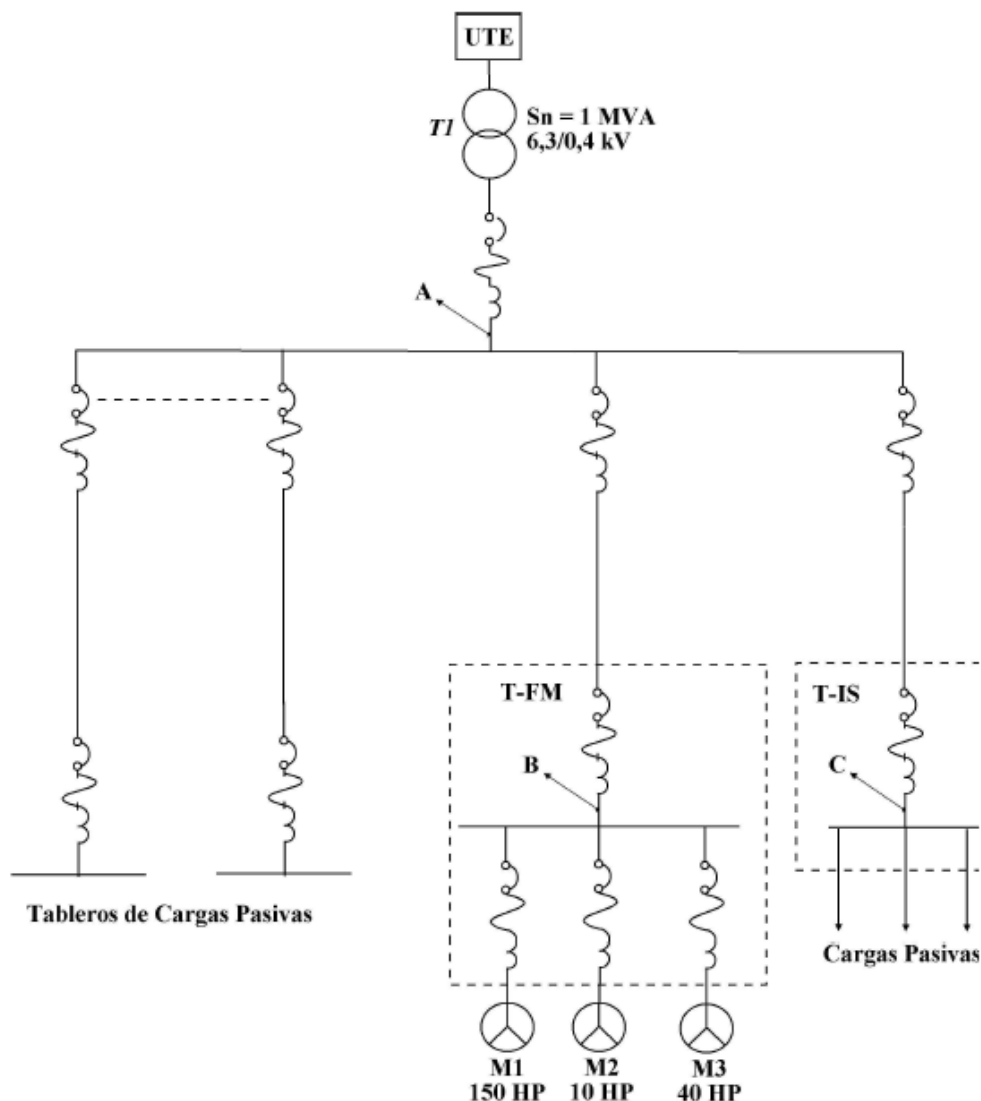 UTE
T1
Sn = 1 MVA
6,3/0,4 kV
A
T-FM
T-IS
B
C
Tableros de Cargas Pasivas
Cargas Pasivas
M1
150 HP
M2
10 HP
M3
40 HP